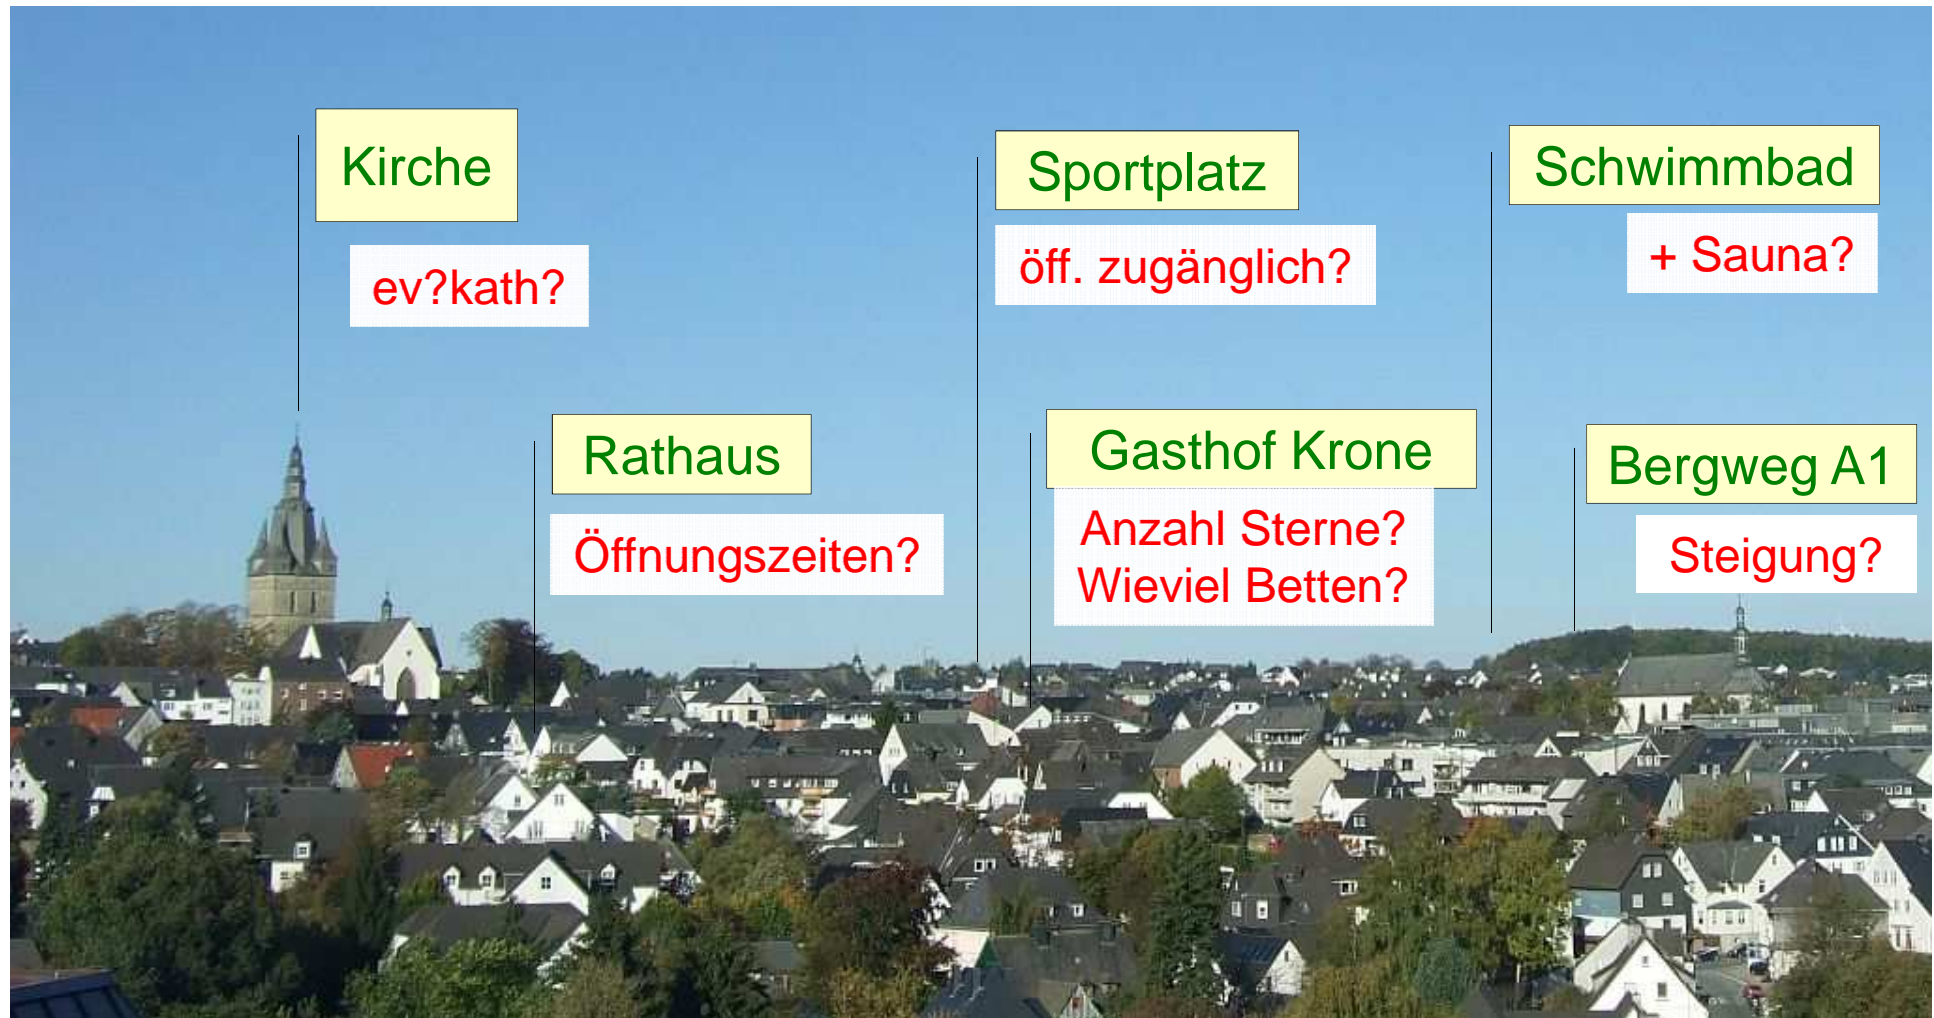 Kirche
ev?kath?
Sportplatz
öff. zugänglich?
Schwimmbad
+ Sauna?
Rathaus
Öffnungszeiten?
Gasthof Krone
Anzahl Sterne?
Wieviel Betten?
Bergweg A1
Steigung?